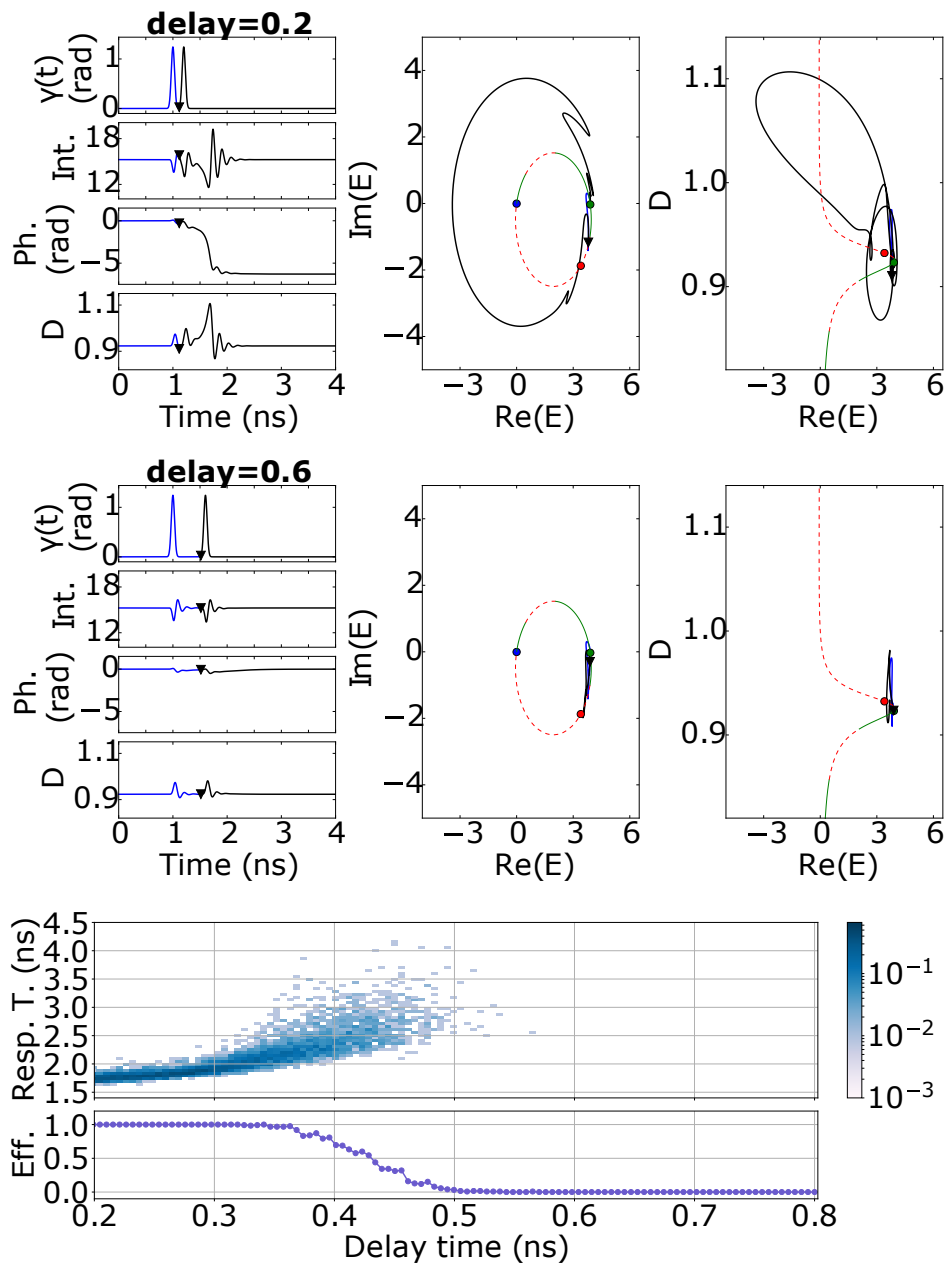 delay=0.2
γ(t)
(rad)
1
0
Int.
18
12
Ph.
(rad)
0
−5
D
1.1
0.9
0 1 2 3 4
Time (ns)
Im(E)
4
2
0
−2
−4
−3 0 3 6
Re(E)
D
1.1
1.0
0.9
−3 0 3 6
Re(E)
delay=0.6
γ(t)
(rad)
1
0
Int.
18
12
Ph.
(rad)
0
−5
D
1.1
0.9
0 1 2 3 4
Time (ns)
Im(E)
4
2
0
−2
−4
−3 0 3 6
Re(E)
D
1.1
1.0
0.9
−3 0 3 6
Re(E)
Resp. T. (ns)
4.5
4.0
3.5
3.0
2.5
2.0
1.5
10⁻¹
10⁻²
10⁻³
Eff.
1.0
0.5
0.0
0.2 0.3 0.4 0.5 0.6 0.7 0.8
Delay time (ns)